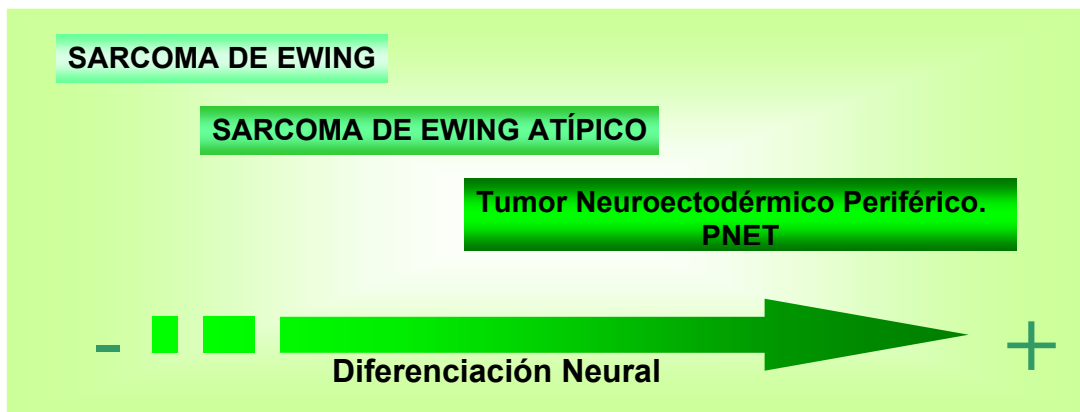 SARCOMA DE EWING
SARCOMA DE EWING ATÍPICO
Tumor Neuroectodérmico Periférico.
PNET
- +
Diferenciación Neural